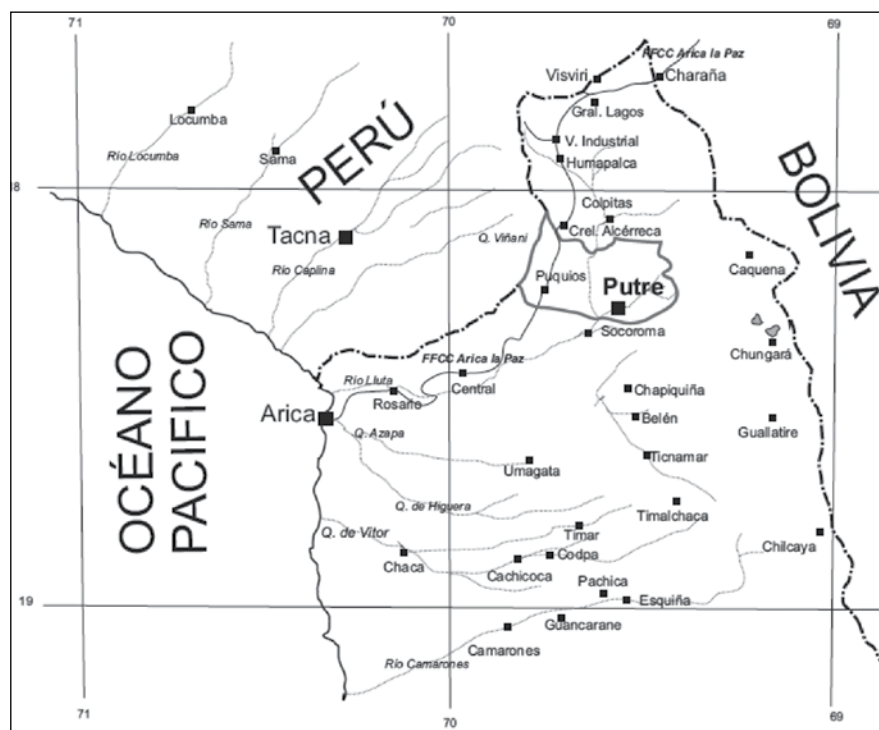 71
70
69
FFCC Arica la Paz
Visviri
Charaña
Gral. Lagos
Locumba
V. Industrial
Humapalca
Río Locumba
Sama
PERÚ
BOLIVIA
Colpitas
Río Sama
Crel. Alcérreca
Tacna
Q. Viñani
Caquena
Río Cáplina
Puquios
Putre
Socoroma
Chungará
OCÉANO
PACIFICO
FFCC Arica la Paz
Río Lluta
Central
Chapiquiña
Rosario
Arica
Belén
Guallatire
Q. Azapa
Umagata
Ticnamar
Q. de Higuera
Timalchaca
Q. de Vitor
Timar
Chilcaya
Chaca
Codpa
Cachicoca
Pachica
Esquiña
19
19
Guancarane
Camarones
Río Camarones
71
70
69